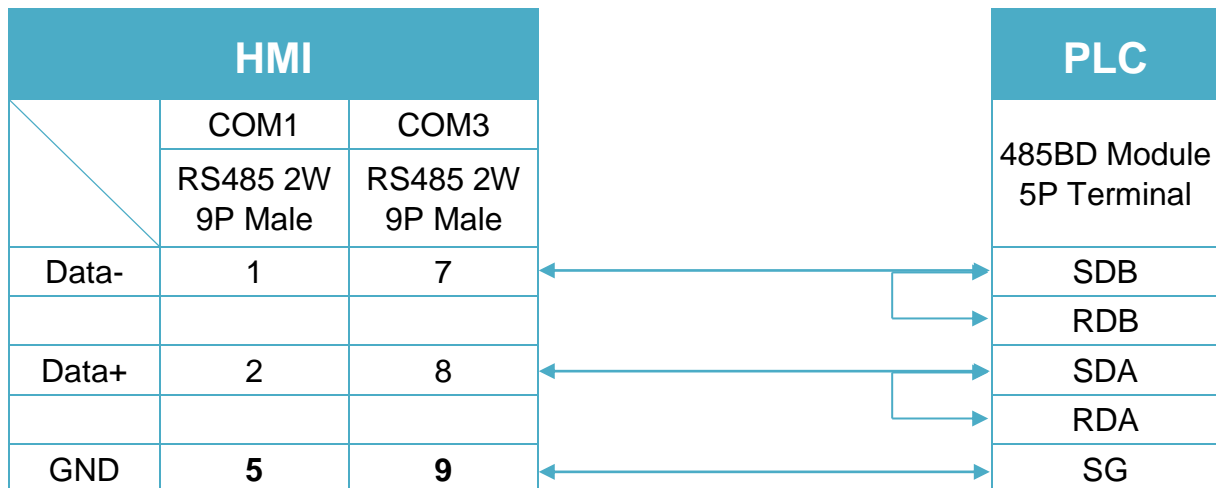 HMI PLC
COM1 COM3
485BD Module
5P Terminal
RS485 2W RS485 2W
9P Male 9P Male
Data- 1 7 SDB
RDB
Data+ 2 8 SDA
RDA
GND 5 9 SG